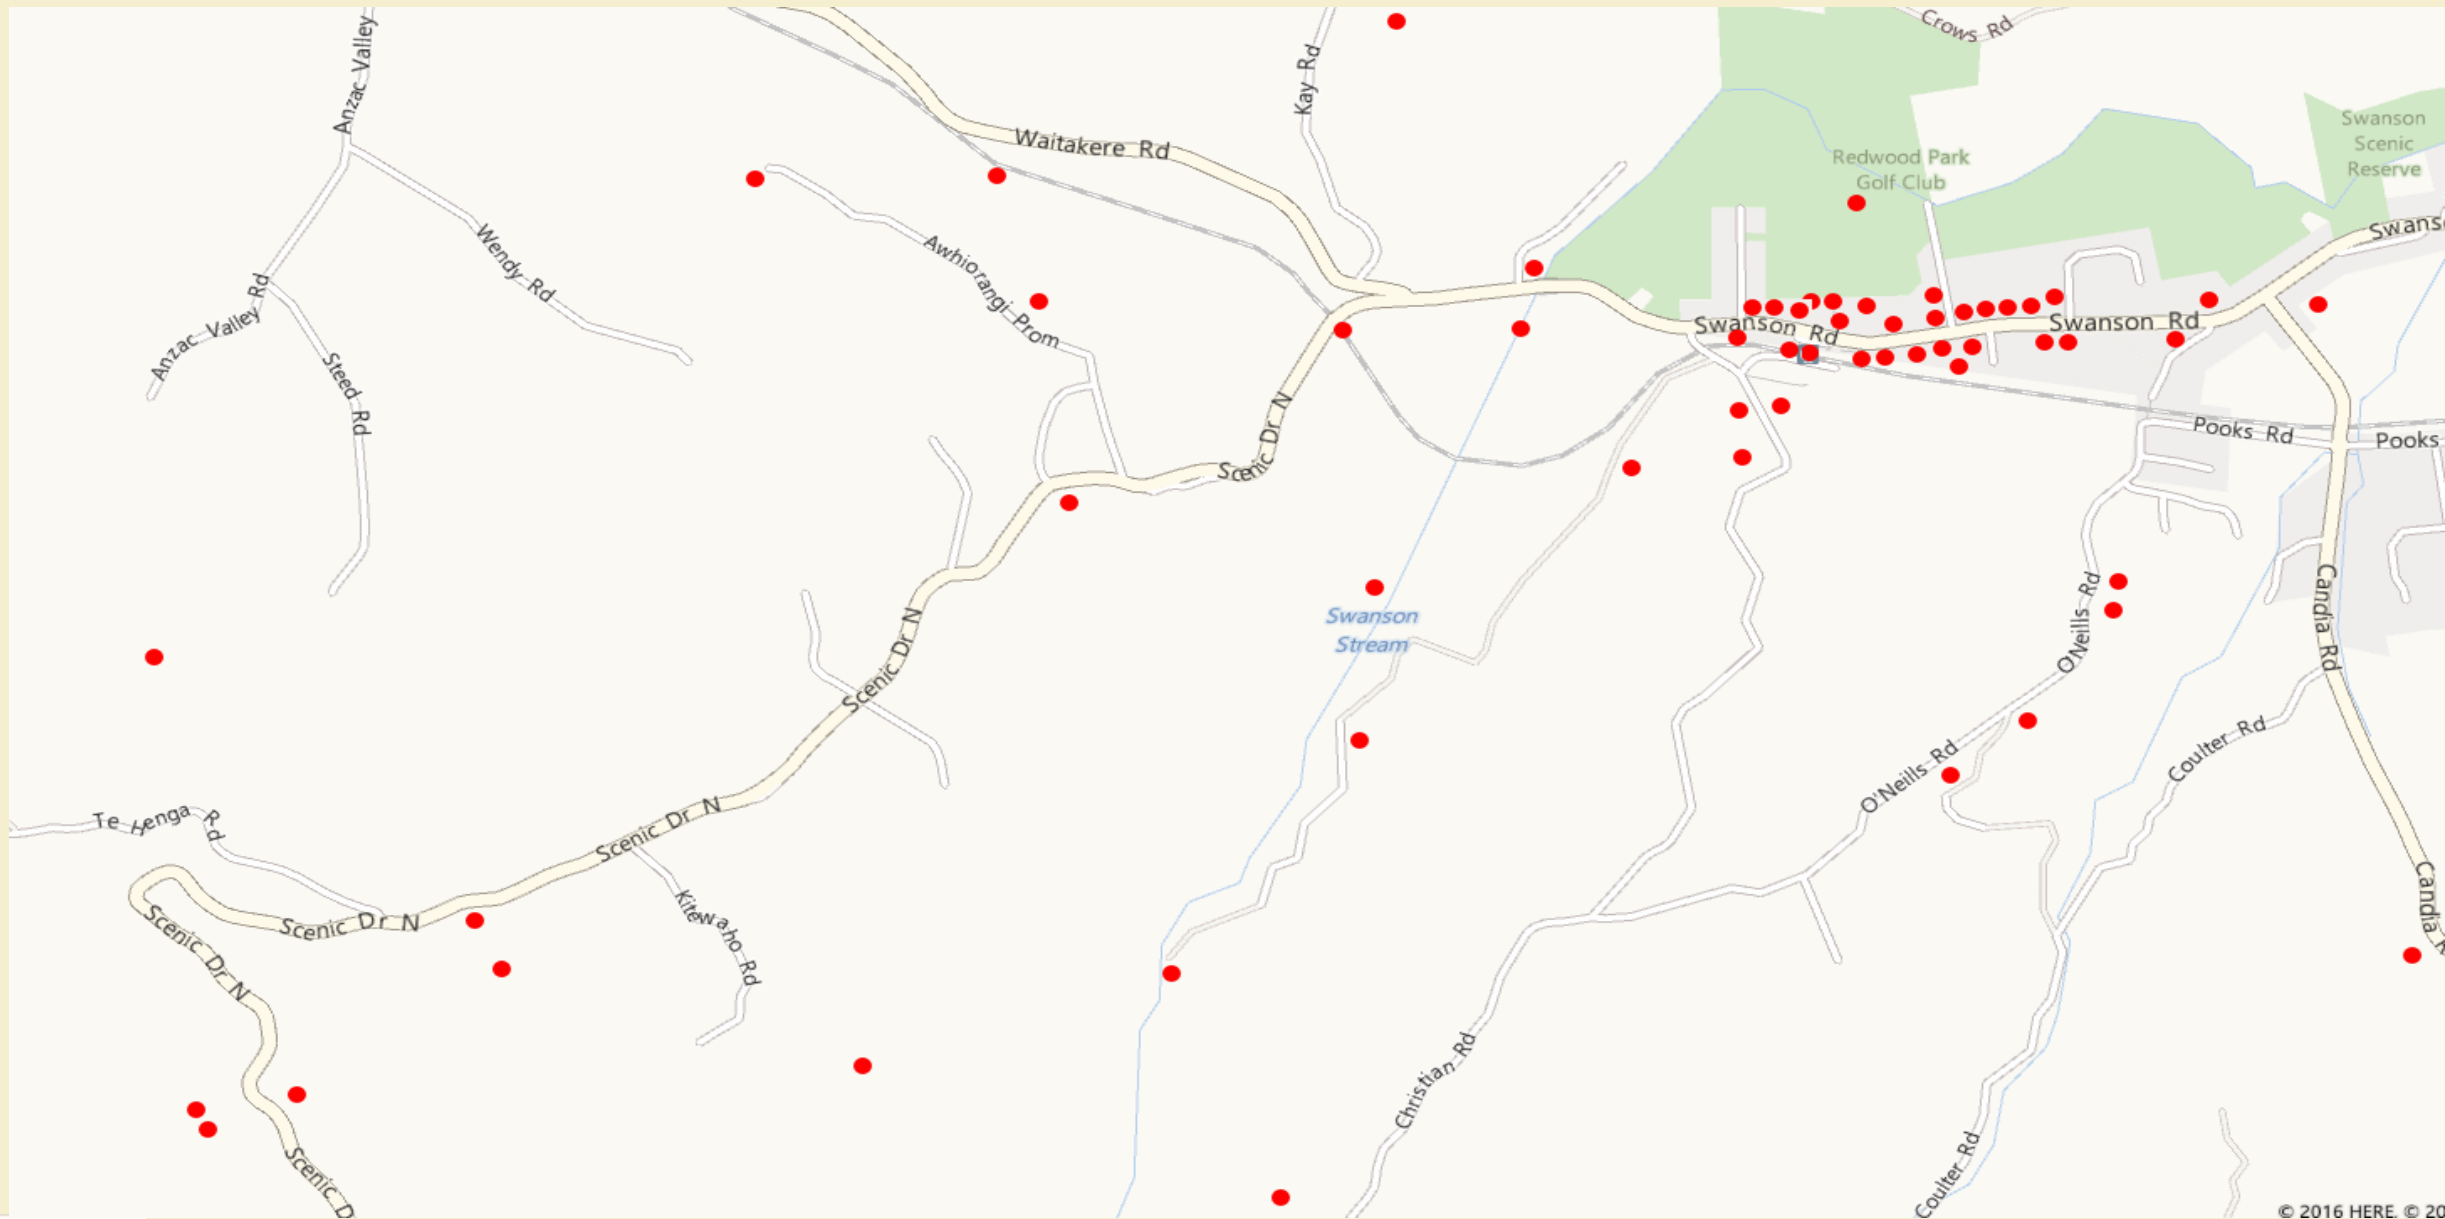 Crows Rd
Anzac Valley
Kay Rd
Swanson
Scenic
Reserve
Waitakere Rd
Redwood Park
Golf Club
Swans
Wendy Rd
Awhiorangi Prom
Anzac Valley Rd
Swanson Rd
Swanson Rd
Steed Rd
Scenic Dr N
Pooks Rd
Pooks
Swanson
Stream
Scenic Dr N
O'Neills Rd
Candia Rd
Coulter Rd
O'Neills Rd
Te Henga Rd
Scenic Dr N
Scenic Dr N
Scenic Dr N
Kitewaho Rd
Candia R
Christian Rd
Coulter Rd
Scenic D
© 2016 HERE. © 20